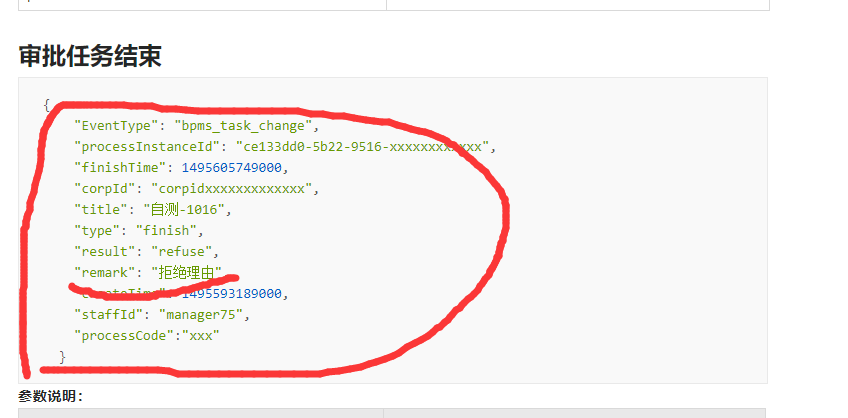 审批任务结束
{
"EventType": "bpms_task_change",
"processInstanceId": "ce133dd0-5b22-9516-xxxxxxxxxxxx",
"finishTime": 1495605749000,
"corpId": "corpidxxxxxxxxxxxxx",
"title": "自测-1016",
"type": "finish",
"result": "refuse",
"remark": "拒绝理由"
"createTime": 1495593189000,
"staffId": "manager75",
"processCode":"xxx"
}
参数说明：